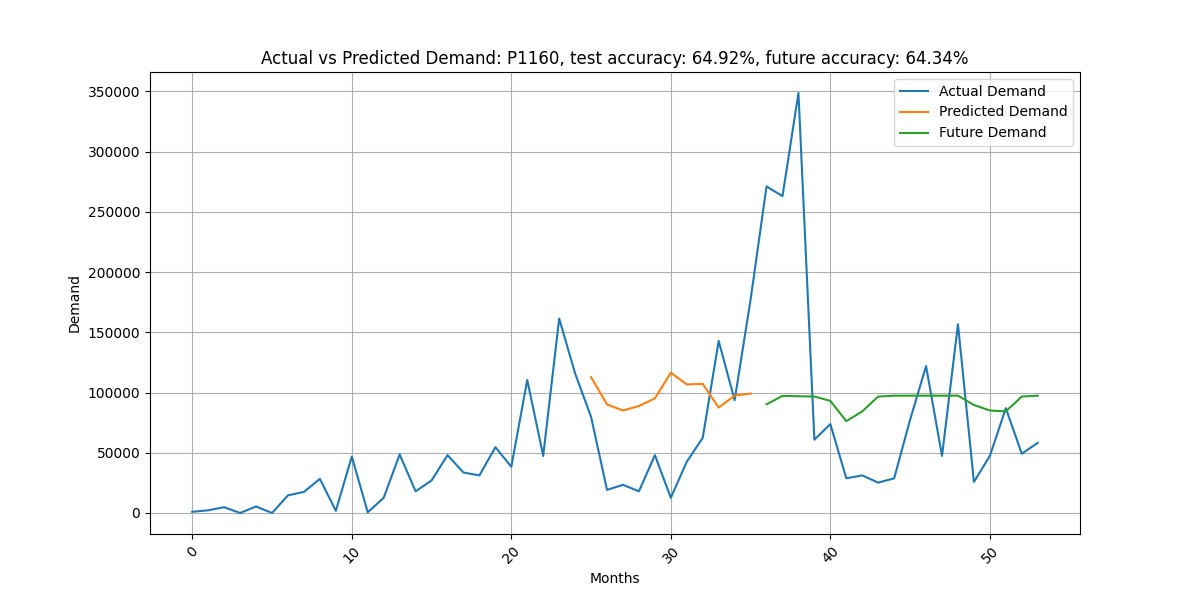 Actual vs Predicted Demand: P1160, test accuracy: 64.92%, future accuracy: 64.34%
Actual Demand
Predicted Demand
Future Demand
350000
300000
250000
200000
150000
100000
50000
0
Demand
0 10 20 30 40 50
Months